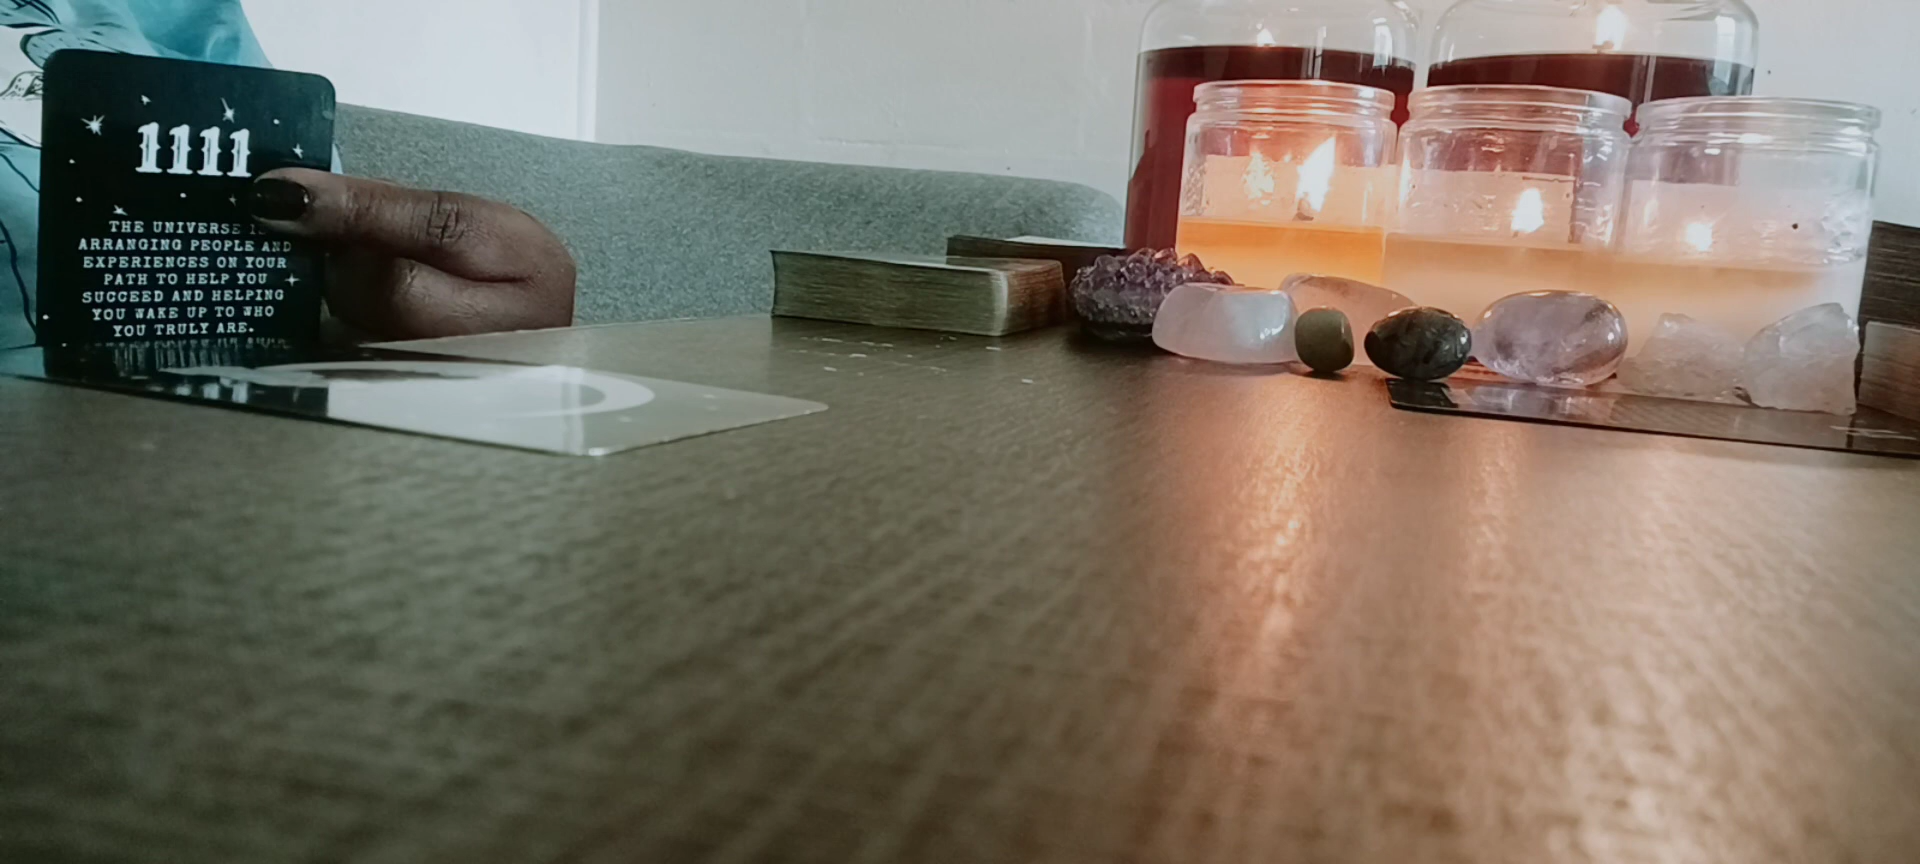 1111
THE UNIVERSE
ARRANGING PEOPLE AND
EXPERIENCES ON YOUR
PATH TO HELP YOU
SUCCEED AND HELPING
YOU WAKE UP TO WHO
YOU TRULY ARE.